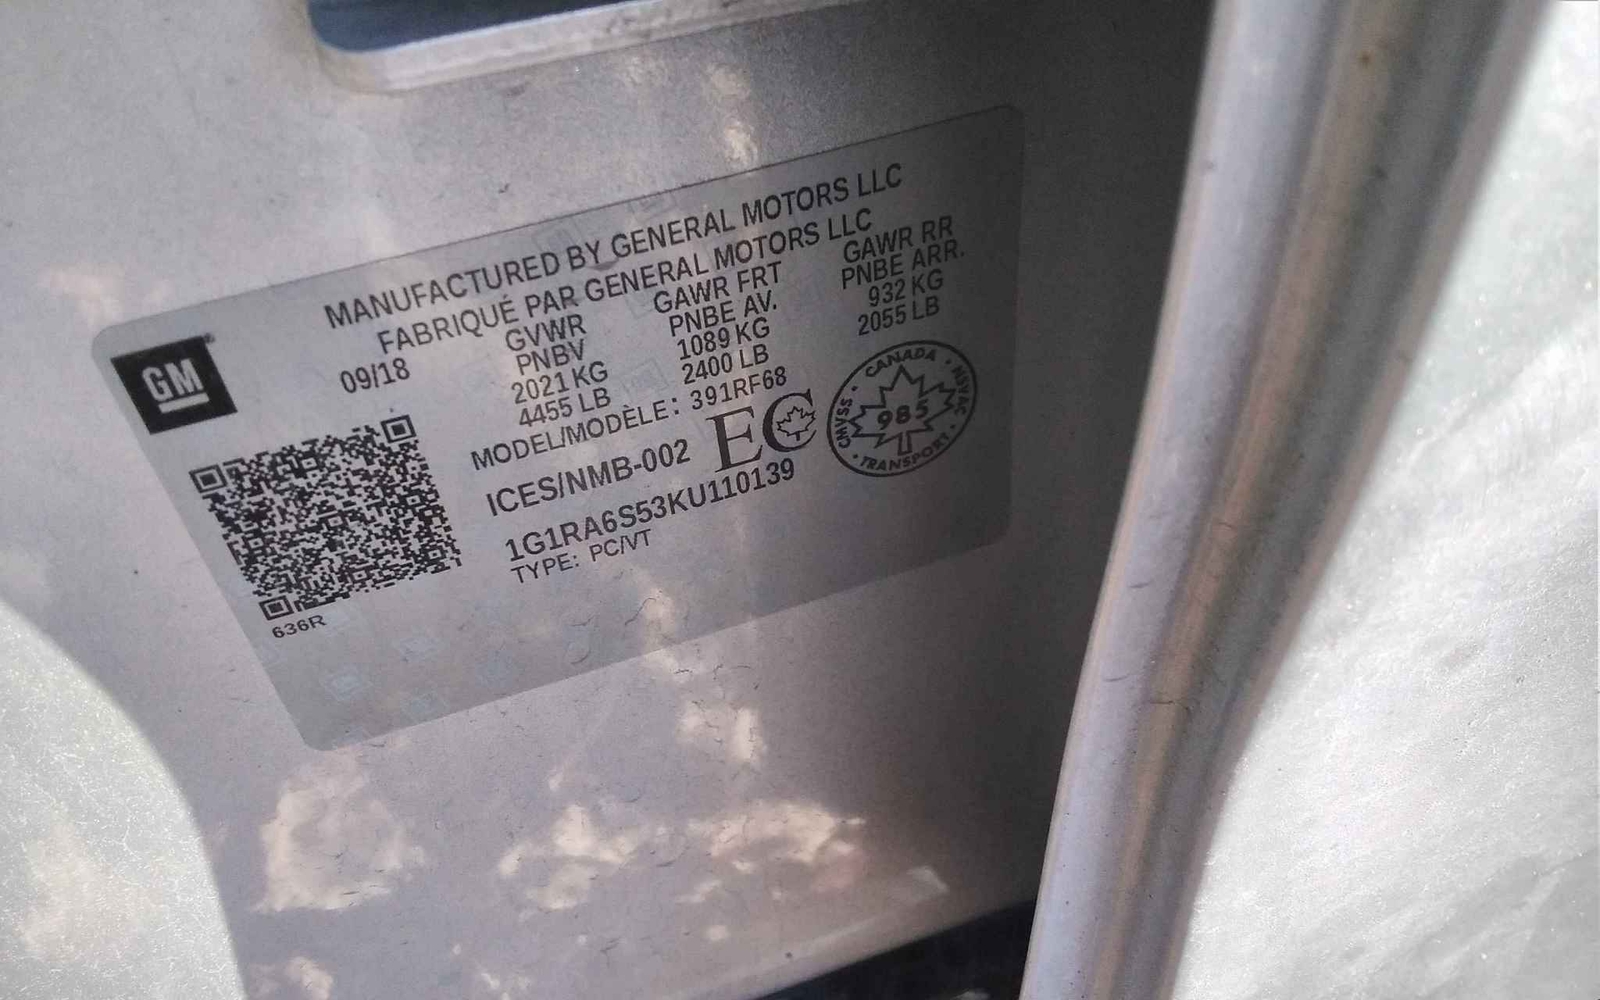 MANUFACTURED BY GENERAL MOTORS LLC
FABRIQUÉ PAR GENERAL MOTORS LLC
GM
09/18 GVWR GAWR FRT GAWR RR
PNBV PNBE AV. PNBE ARR.
2021 KG 1089 KG 932 KG
4455 LB 2400 LB 2055 LB
MODEL/MODÈLE: 391RF68
ICES/NMB-002 EC
CANADA · NSVAC · TRANSPORT · CMVSS
985
1G1RA6S53KU110139
TYPE: PC/VT
636R